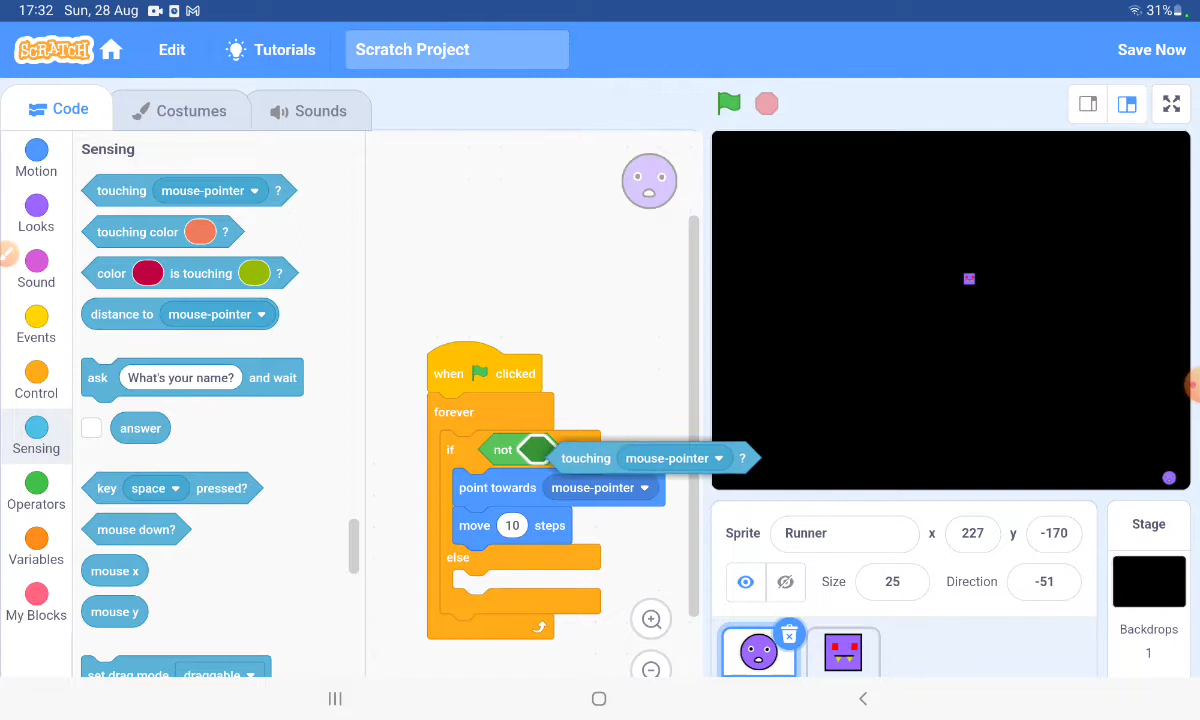 17:32 Sun, 28 Aug
31%
SCRATCH
Edit
Tutorials
Scratch Project
Save Now
Code
Costumes
Sounds
Motion
Looks
Sound
Events
Control
Sensing
Operators
Variables
My Blocks
Sensing
touching mouse-pointer ?
touching color ?
color is touching ?
distance to mouse-pointer
ask What's your name? and wait
answer
key space pressed?
mouse down?
mouse x
mouse y
set drag mode draggable
when clicked
forever
if not
touching mouse-pointer ?
point towards mouse-pointer
move 10 steps
else
Sprite Runner x 227 y -170
Size 25 Direction -51
Stage
Backdrops
1